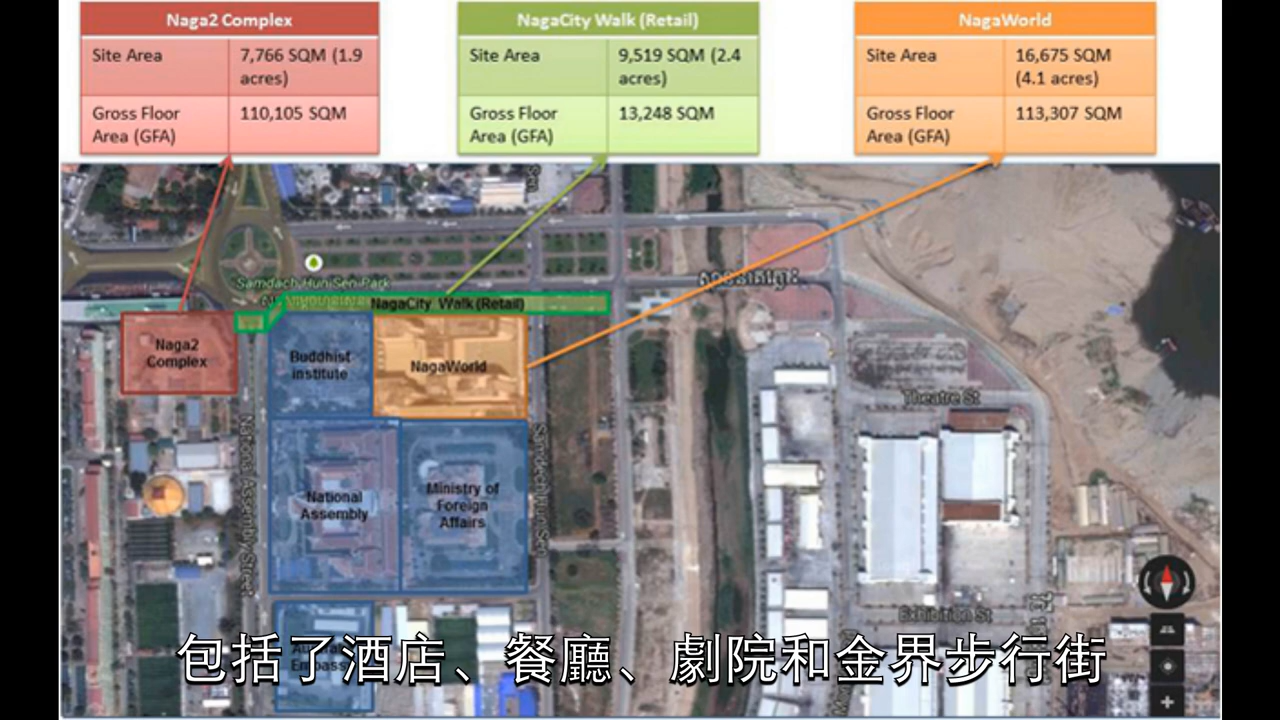 Naga2 Complex
Site Area
7,766 SQM (1.9
acres)
Gross Floor
Area (GFA)
110,105 SQM
NagaCity Walk (Retail)
Site Area
9,519 SQM (2.4
acres)
Gross Floor
Area (GFA)
13,248 SQM
NagaWorld
Site Area
16,675 SQM
(4.1 acres)
Gross Floor
Area (GFA)
113,307 SQM
Samdach Hun Sen Park
NagaCity Walk (Retail)
Naga2
Complex
Buddhist
institute
NagaWorld
National
Assembly
Ministry of
Foreign
Affairs
Theatre St
Exhibition St
包括了酒店、餐廳、劇院和金界步行街